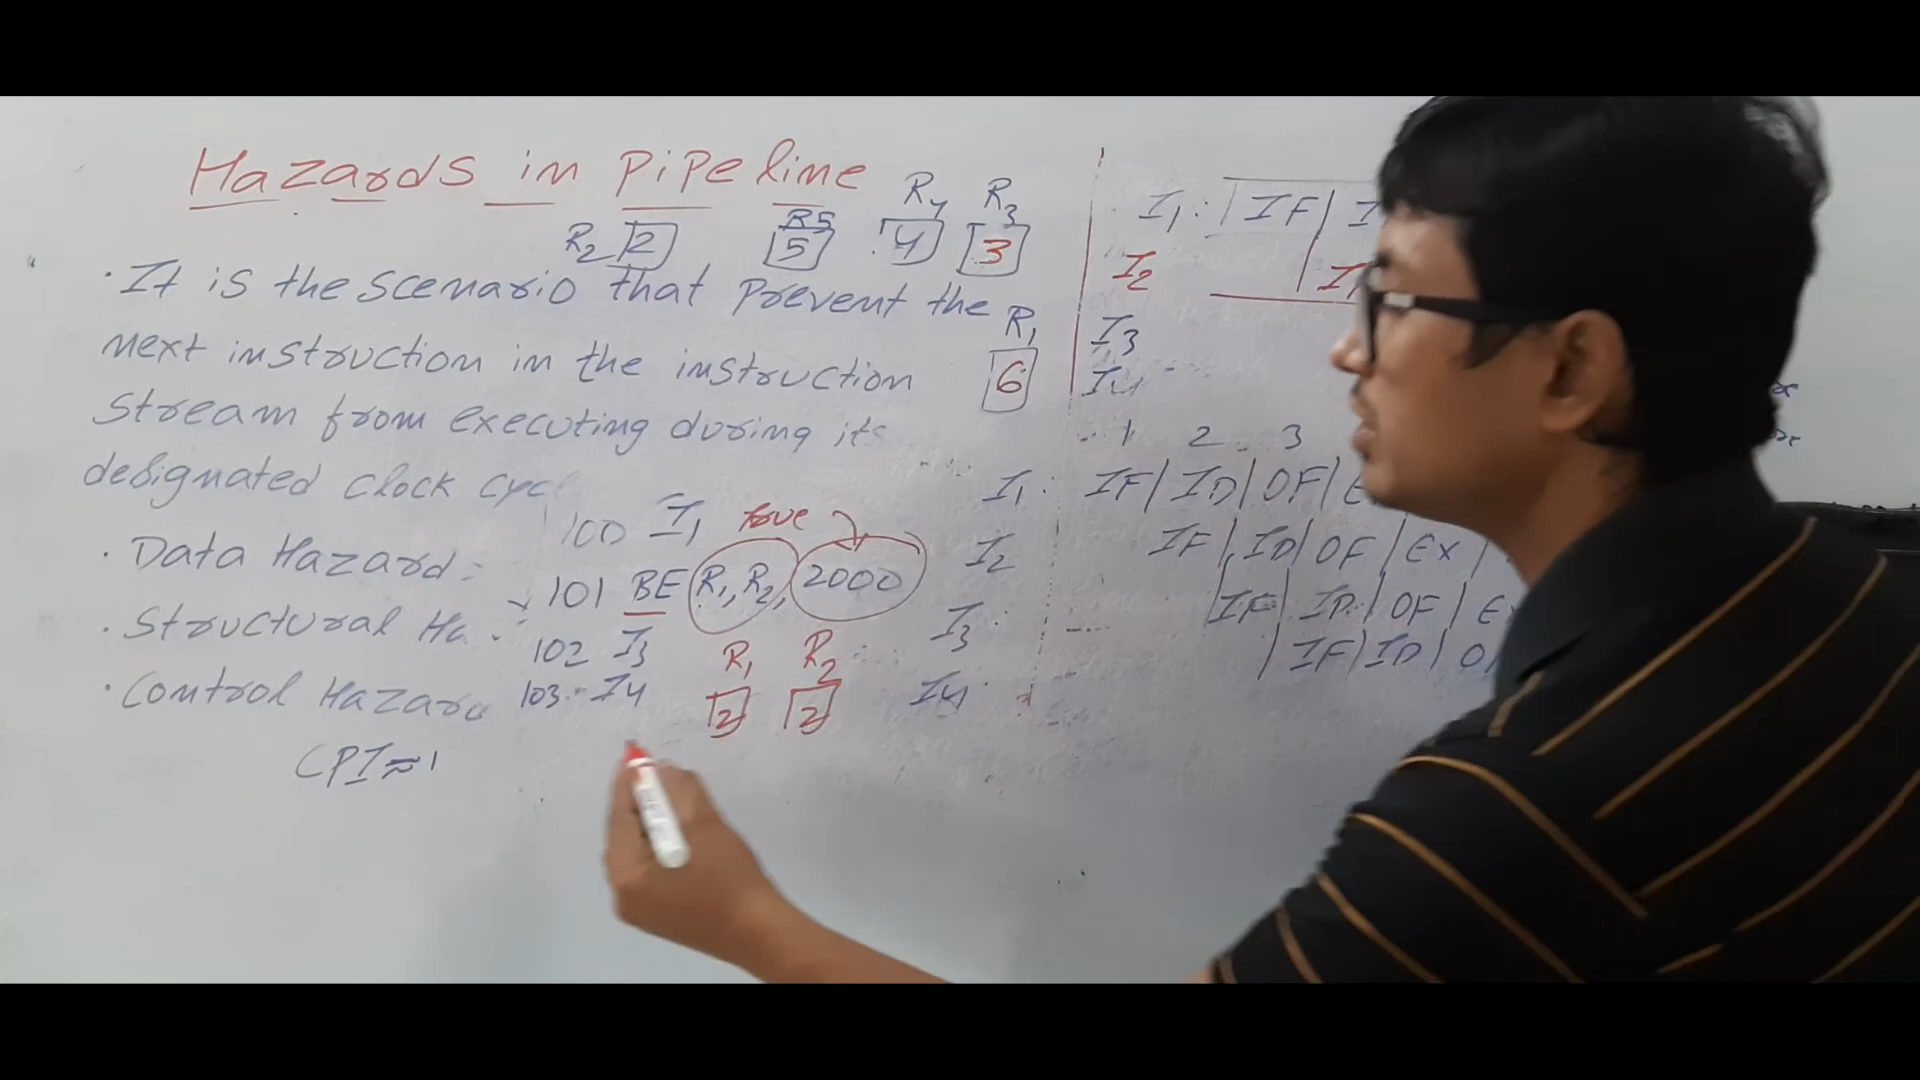 Hazards in Pipeline
R2 2 R5 5 R4 4 R3 3
· It is the scenario that prevent the
next instruction in the instruction
stream from executing during its
designated clock cyc
R1
6
· Data Hazard :
· Structural Ha
· Control Hazard
CPI ≈ 1
100 I1 true
101 BE R1, R2, 2000
102 I3
103 I4
R1 R2
2 2
I1: IF
I2
I3
I4
1 2 3
I1: IF | ID | OF | E
I2 IF | ID | OF | EX |
I3: IF | ID | OF | E
I4: | IF | ID | O